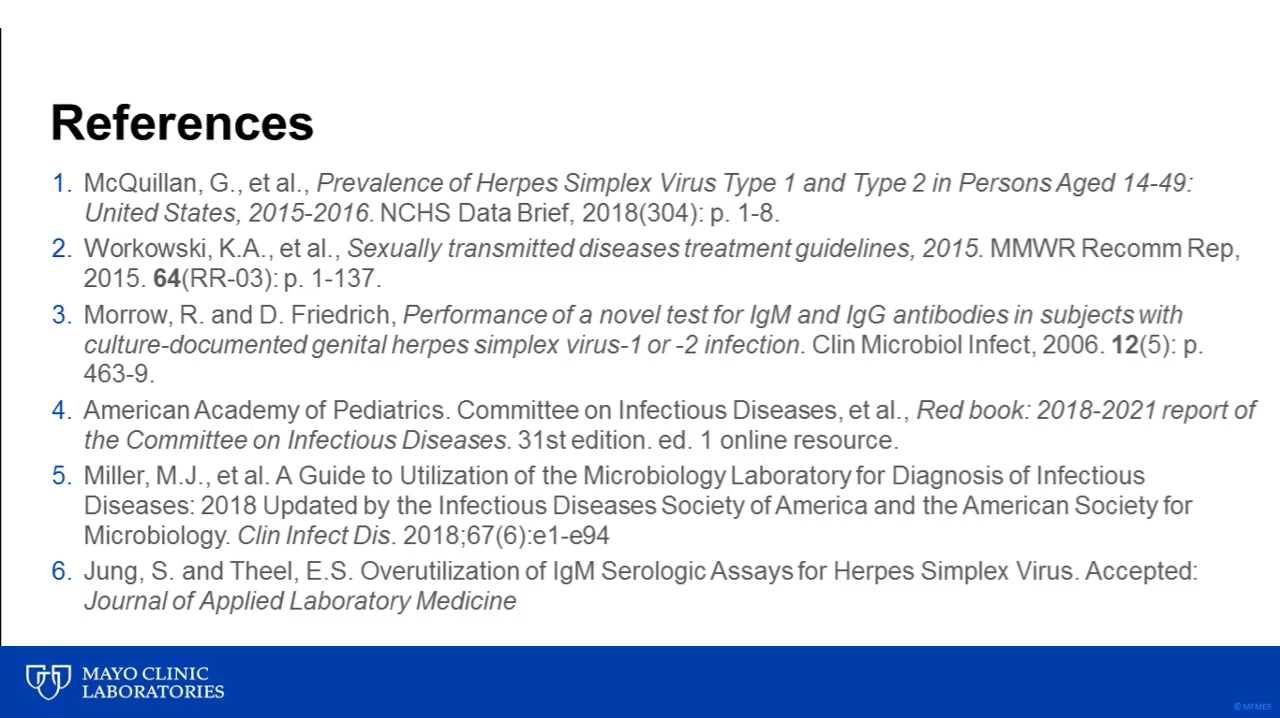 References
1. McQuillan, G., et al., Prevalence of Herpes Simplex Virus Type 1 and Type 2 in Persons Aged 14-49:
United States, 2015-2016. NCHS Data Brief, 2018(304): p. 1-8.
2. Workowski, K.A., et al., Sexually transmitted diseases treatment guidelines, 2015. MMWR Recomm Rep,
2015. 64(RR-03): p. 1-137.
3. Morrow, R. and D. Friedrich, Performance of a novel test for IgM and IgG antibodies in subjects with
culture-documented genital herpes simplex virus-1 or -2 infection. Clin Microbiol Infect, 2006. 12(5): p.
463-9.
4. American Academy of Pediatrics. Committee on Infectious Diseases, et al., Red book: 2018-2021 report of
the Committee on Infectious Diseases. 31st edition. ed. 1 online resource.
5. Miller, M.J., et al. A Guide to Utilization of the Microbiology Laboratory for Diagnosis of Infectious
Diseases: 2018 Updated by the Infectious Diseases Society of America and the American Society for
Microbiology. Clin Infect Dis. 2018;67(6):e1-e94
6. Jung, S. and Theel, E.S. Overutilization of IgM Serologic Assays for Herpes Simplex Virus. Accepted:
Journal of Applied Laboratory Medicine
MAYO CLINIC
LABORATORIES
© MFMER